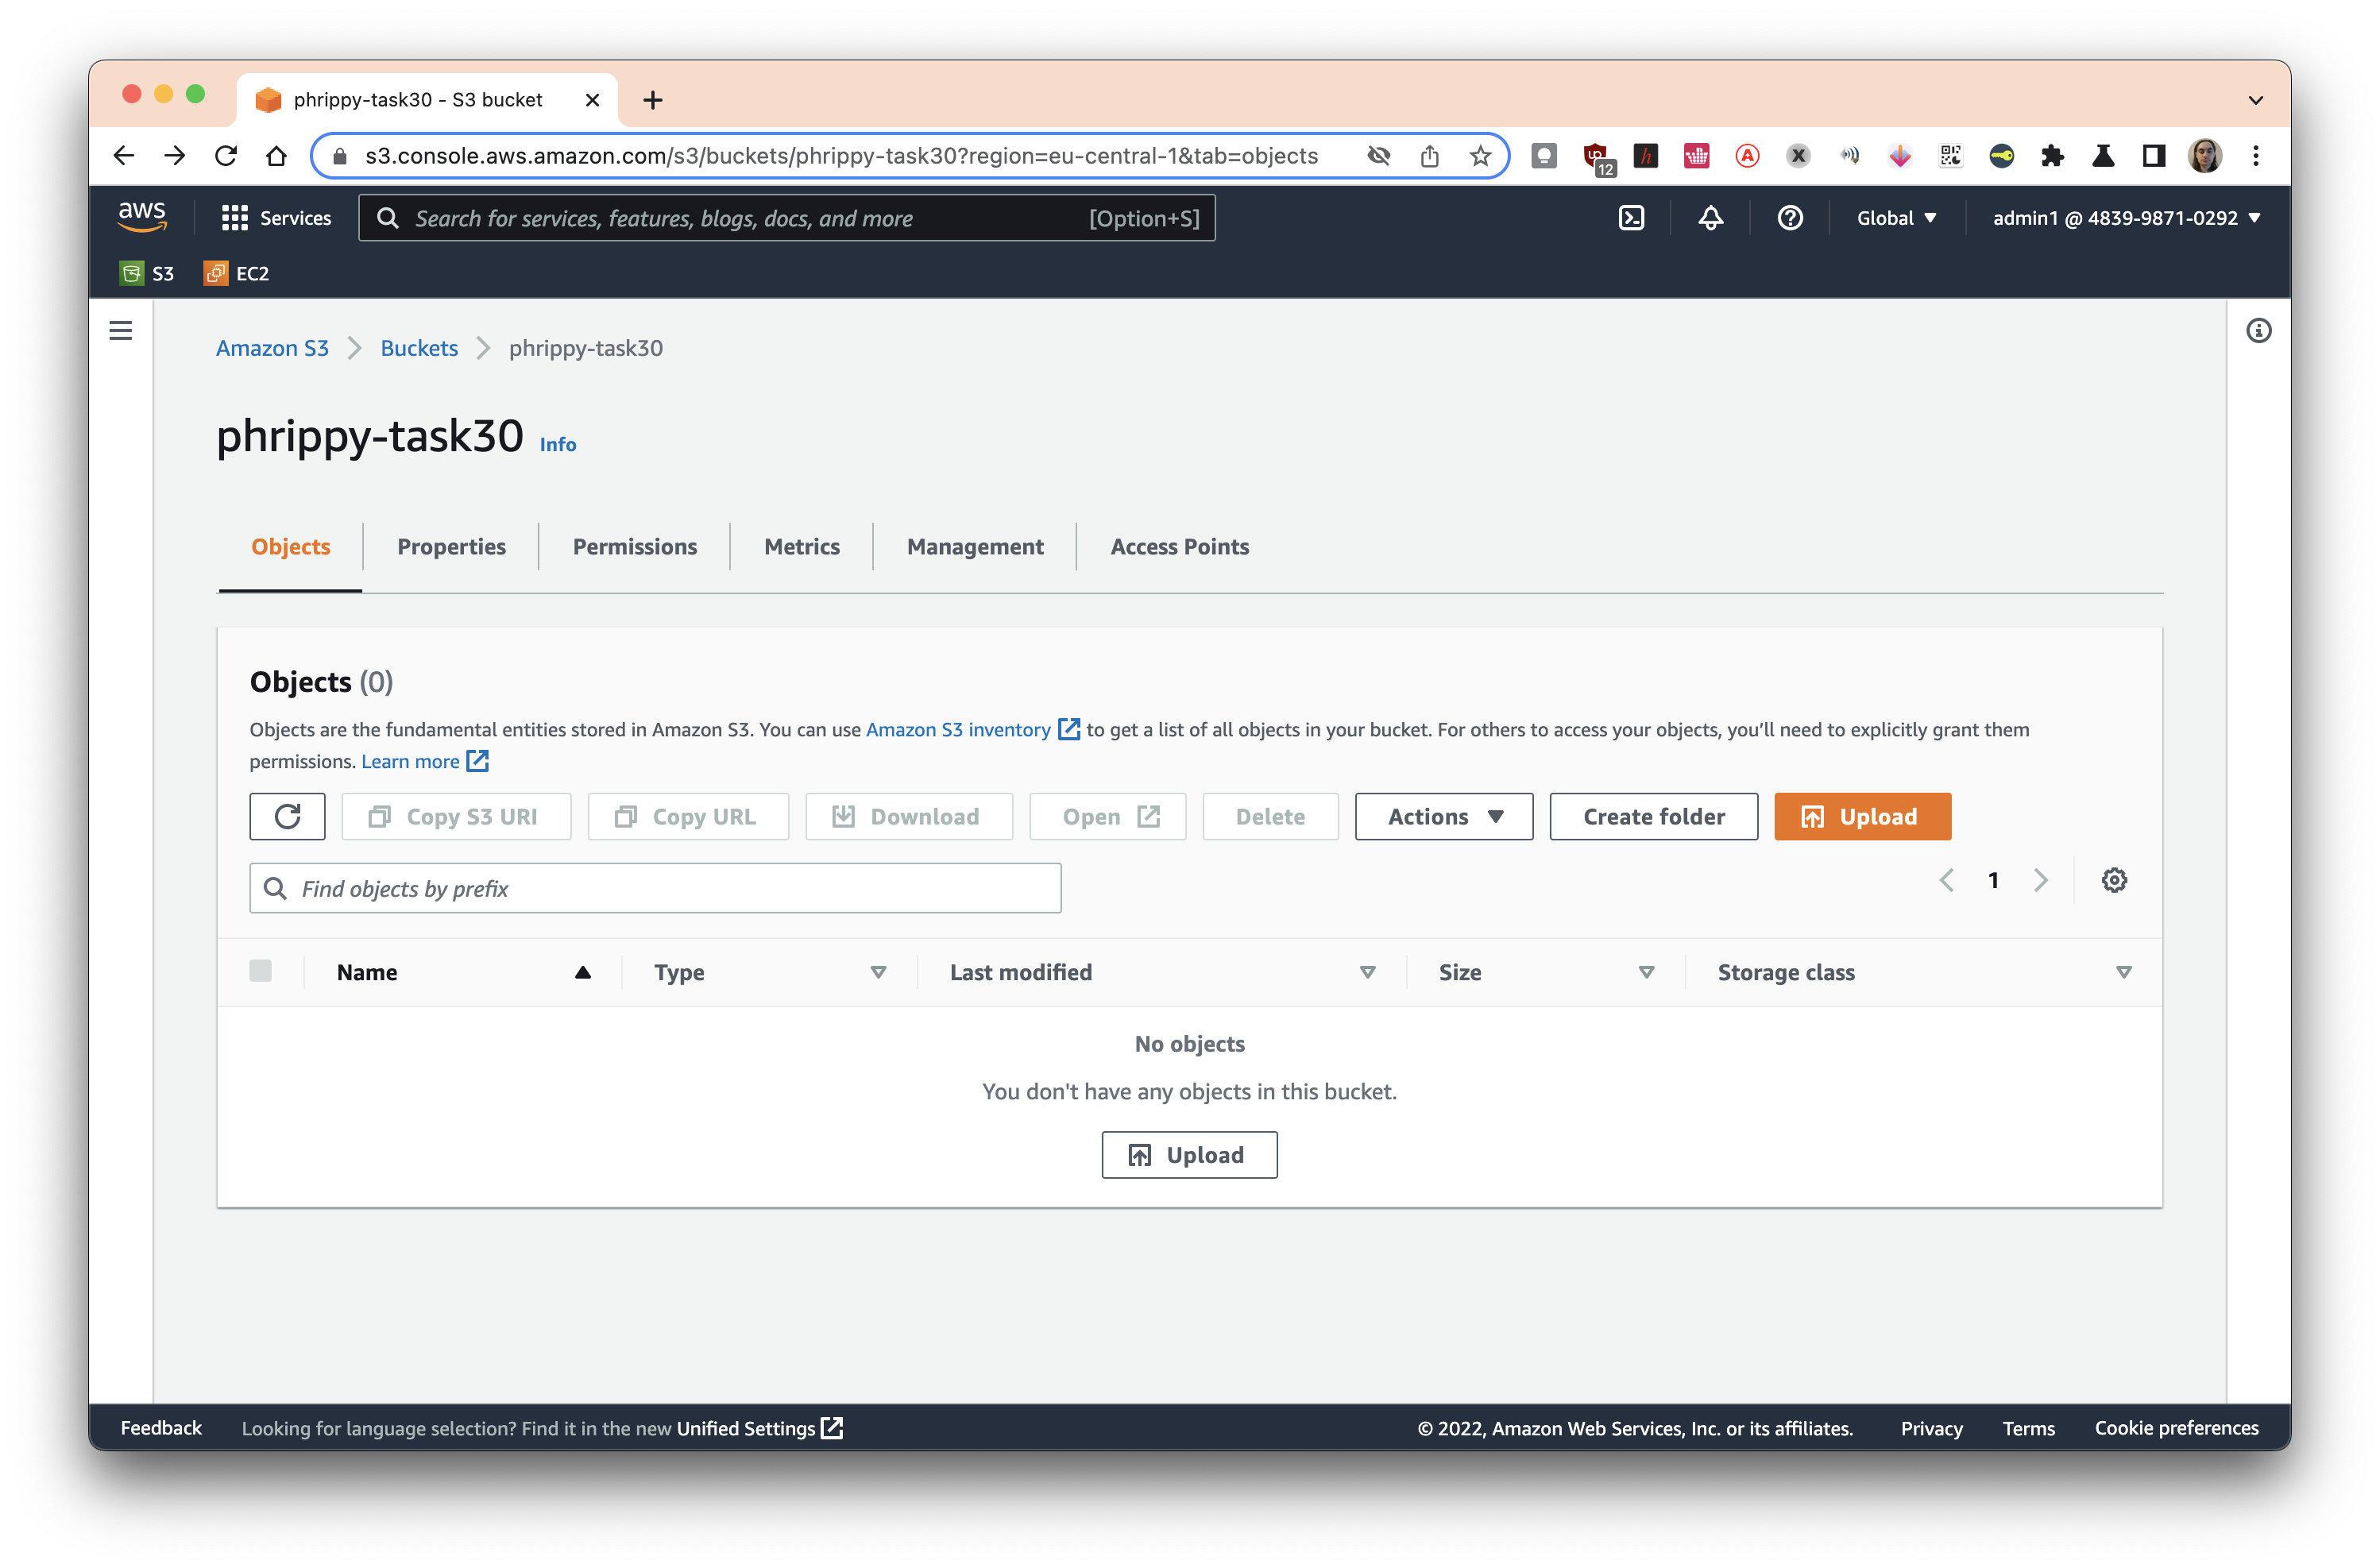 phrippy-task30 - S3 bucket
s3.console.aws.amazon.com/s3/buckets/phrippy-task30?region=eu-central-1&tab=objects
12
aws Services Search for services, features, blogs, docs, and more [Option+S] Global admin1 @ 4839-9871-0292
S3 EC2
Amazon S3 Buckets phrippy-task30
phrippy-task30 Info
Objects Properties Permissions Metrics Management Access Points
Objects (0)
Objects are the fundamental entities stored in Amazon S3. You can use Amazon S3 inventory to get a list of all objects in your bucket. For others to access your objects, you’ll need to explicitly grant them
permissions. Learn more
Copy S3 URI Copy URL Download Open Delete Actions Create folder Upload
Find objects by prefix 1
Name Type Last modified Size Storage class
No objects
You don't have any objects in this bucket.
Upload
Feedback Looking for language selection? Find it in the new Unified Settings © 2022, Amazon Web Services, Inc. or its affiliates. Privacy Terms Cookie preferences